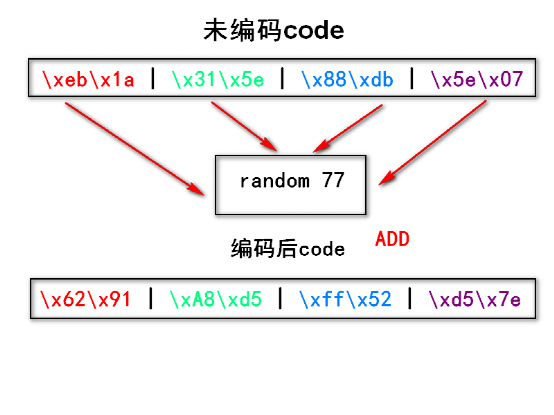 未编码code
\xeb\x1a | \x31\x5e | \x88\xdb | \x5e\x07
random 77
编码后code ADD
\x62\x91 | \xA8\xd5 | \xff\x52 | \xd5\x7e